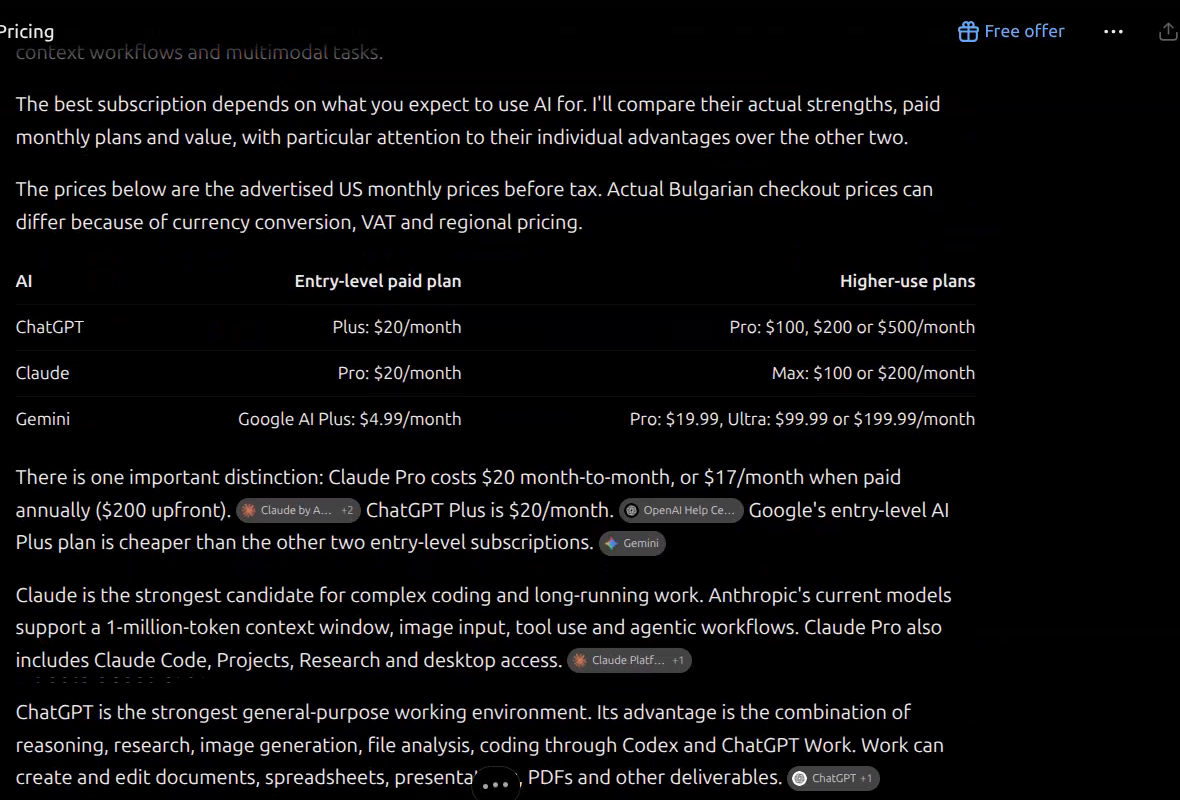 Pricing
Free offer
context workflows and multimodal tasks.
The best subscription depends on what you expect to use AI for. I'll compare their actual strengths, paid
monthly plans and value, with particular attention to their individual advantages over the other two.
The prices below are the advertised US monthly prices before tax. Actual Bulgarian checkout prices can
differ because of currency conversion, VAT and regional pricing.
AI Entry-level paid plan Higher-use plans
ChatGPT Plus: $20/month Pro: $100, $200 or $500/month
Claude Pro: $20/month Max: $100 or $200/month
Gemini Google AI Plus: $4.99/month Pro: $19.99, Ultra: $99.99 or $199.99/month
There is one important distinction: Claude Pro costs $20 month-to-month, or $17/month when paid
annually ($200 upfront). Claude by A... +2 ChatGPT Plus is $20/month. OpenAI Help Ce... Google's entry-level AI
Plus plan is cheaper than the other two entry-level subscriptions. Gemini
Claude is the strongest candidate for complex coding and long-running work. Anthropic's current models
support a 1-million-token context window, image input, tool use and agentic workflows. Claude Pro also
includes Claude Code, Projects, Research and desktop access. Claude Platf... +1
ChatGPT is the strongest general-purpose working environment. Its advantage is the combination of
reasoning, research, image generation, file analysis, coding through Codex and ChatGPT Work. Work can
create and edit documents, spreadsheets, presenta , PDFs and other deliverables. ChatGPT +1